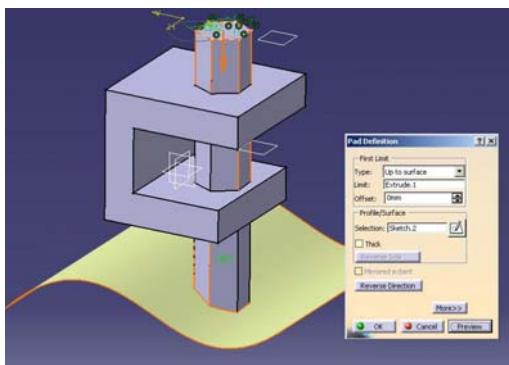 Pad Definition
First Limit
Type: Up to surface
Limit: Extrude.1
Offset: 0mm
Profile/Surface
Selection: Sketch.2
Thick
Reverse Side
Mirrored extent
Reverse Direction
More>>
OK Cancel Preview